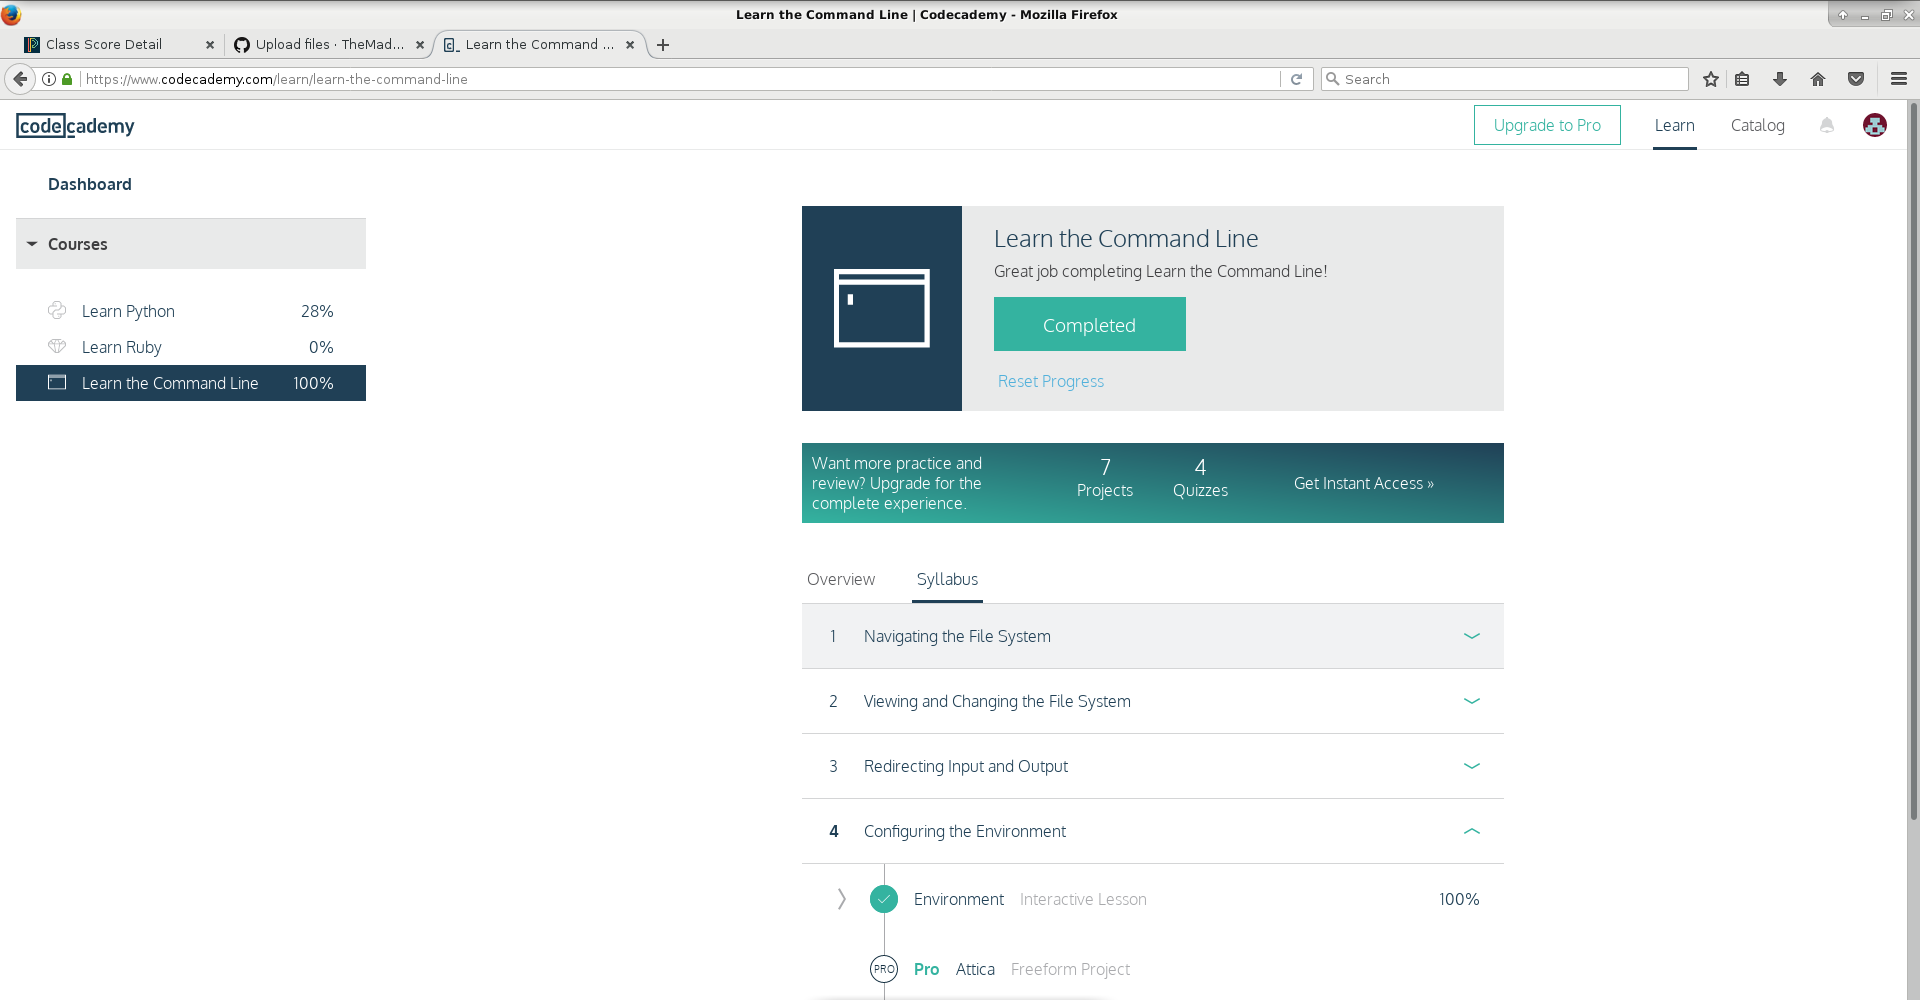 Learn the Command Line | Codecademy - Mozilla Firefox
Class Score Detail
Upload files · TheMad...
Learn the Command ...
https://www.codecademy.com/learn/learn-the-command-line
Search
codecademy
Upgrade to Pro
Learn
Catalog
Dashboard
Courses
Learn Python 28%
Learn Ruby 0%
Learn the Command Line 100%
Learn the Command Line
Great job completing Learn the Command Line!
Completed
Reset Progress
Want more practice and
review? Upgrade for the
complete experience.
7
Projects
4
Quizzes
Get Instant Access »
Overview
Syllabus
1 Navigating the File System
2 Viewing and Changing the File System
3 Redirecting Input and Output
4 Configuring the Environment
Environment Interactive Lesson 100%
PRO Pro Attica Freeform Project